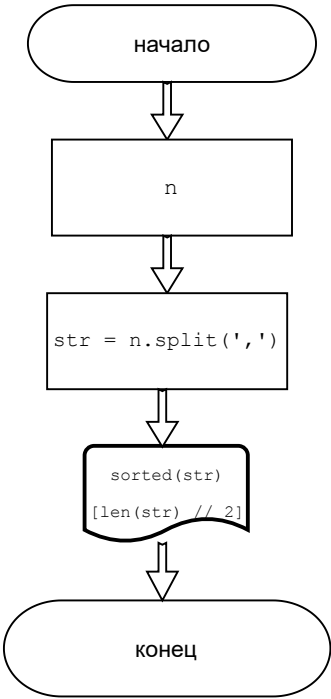 начало
n
str = n.split(',')
sorted(str)
[len(str) // 2]
конец